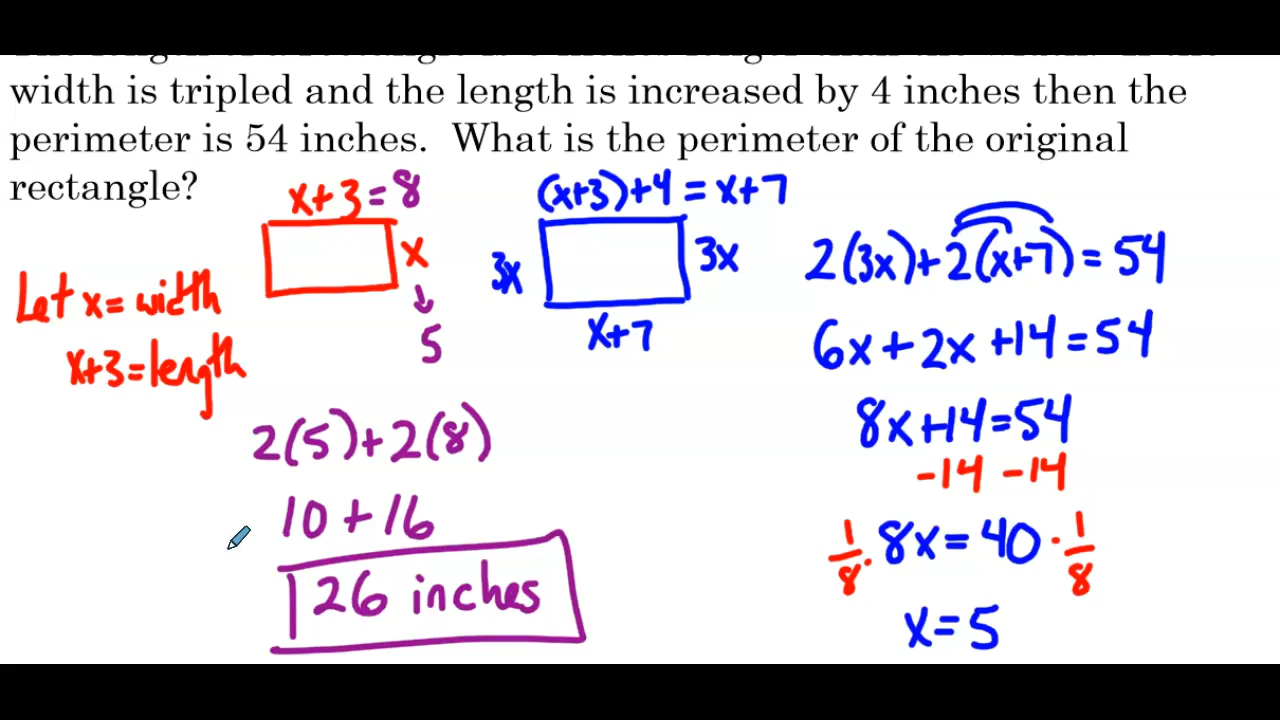 width is tripled and the length is increased by 4 inches then the
perimeter is 54 inches. What is the perimeter of the original
rectangle?
x+3 = 8
x
5
Let x = width
x+3 = length
2(5)+2(8)
10 + 16
26 inches
(x+3)+4 = x+7
3x
3x
x+7
2(3x)+2(x+7) = 54
6x + 2x + 14 = 54
8x + 14 = 54
-14 -14
1/8 · 8x = 40 · 1/8
x = 5